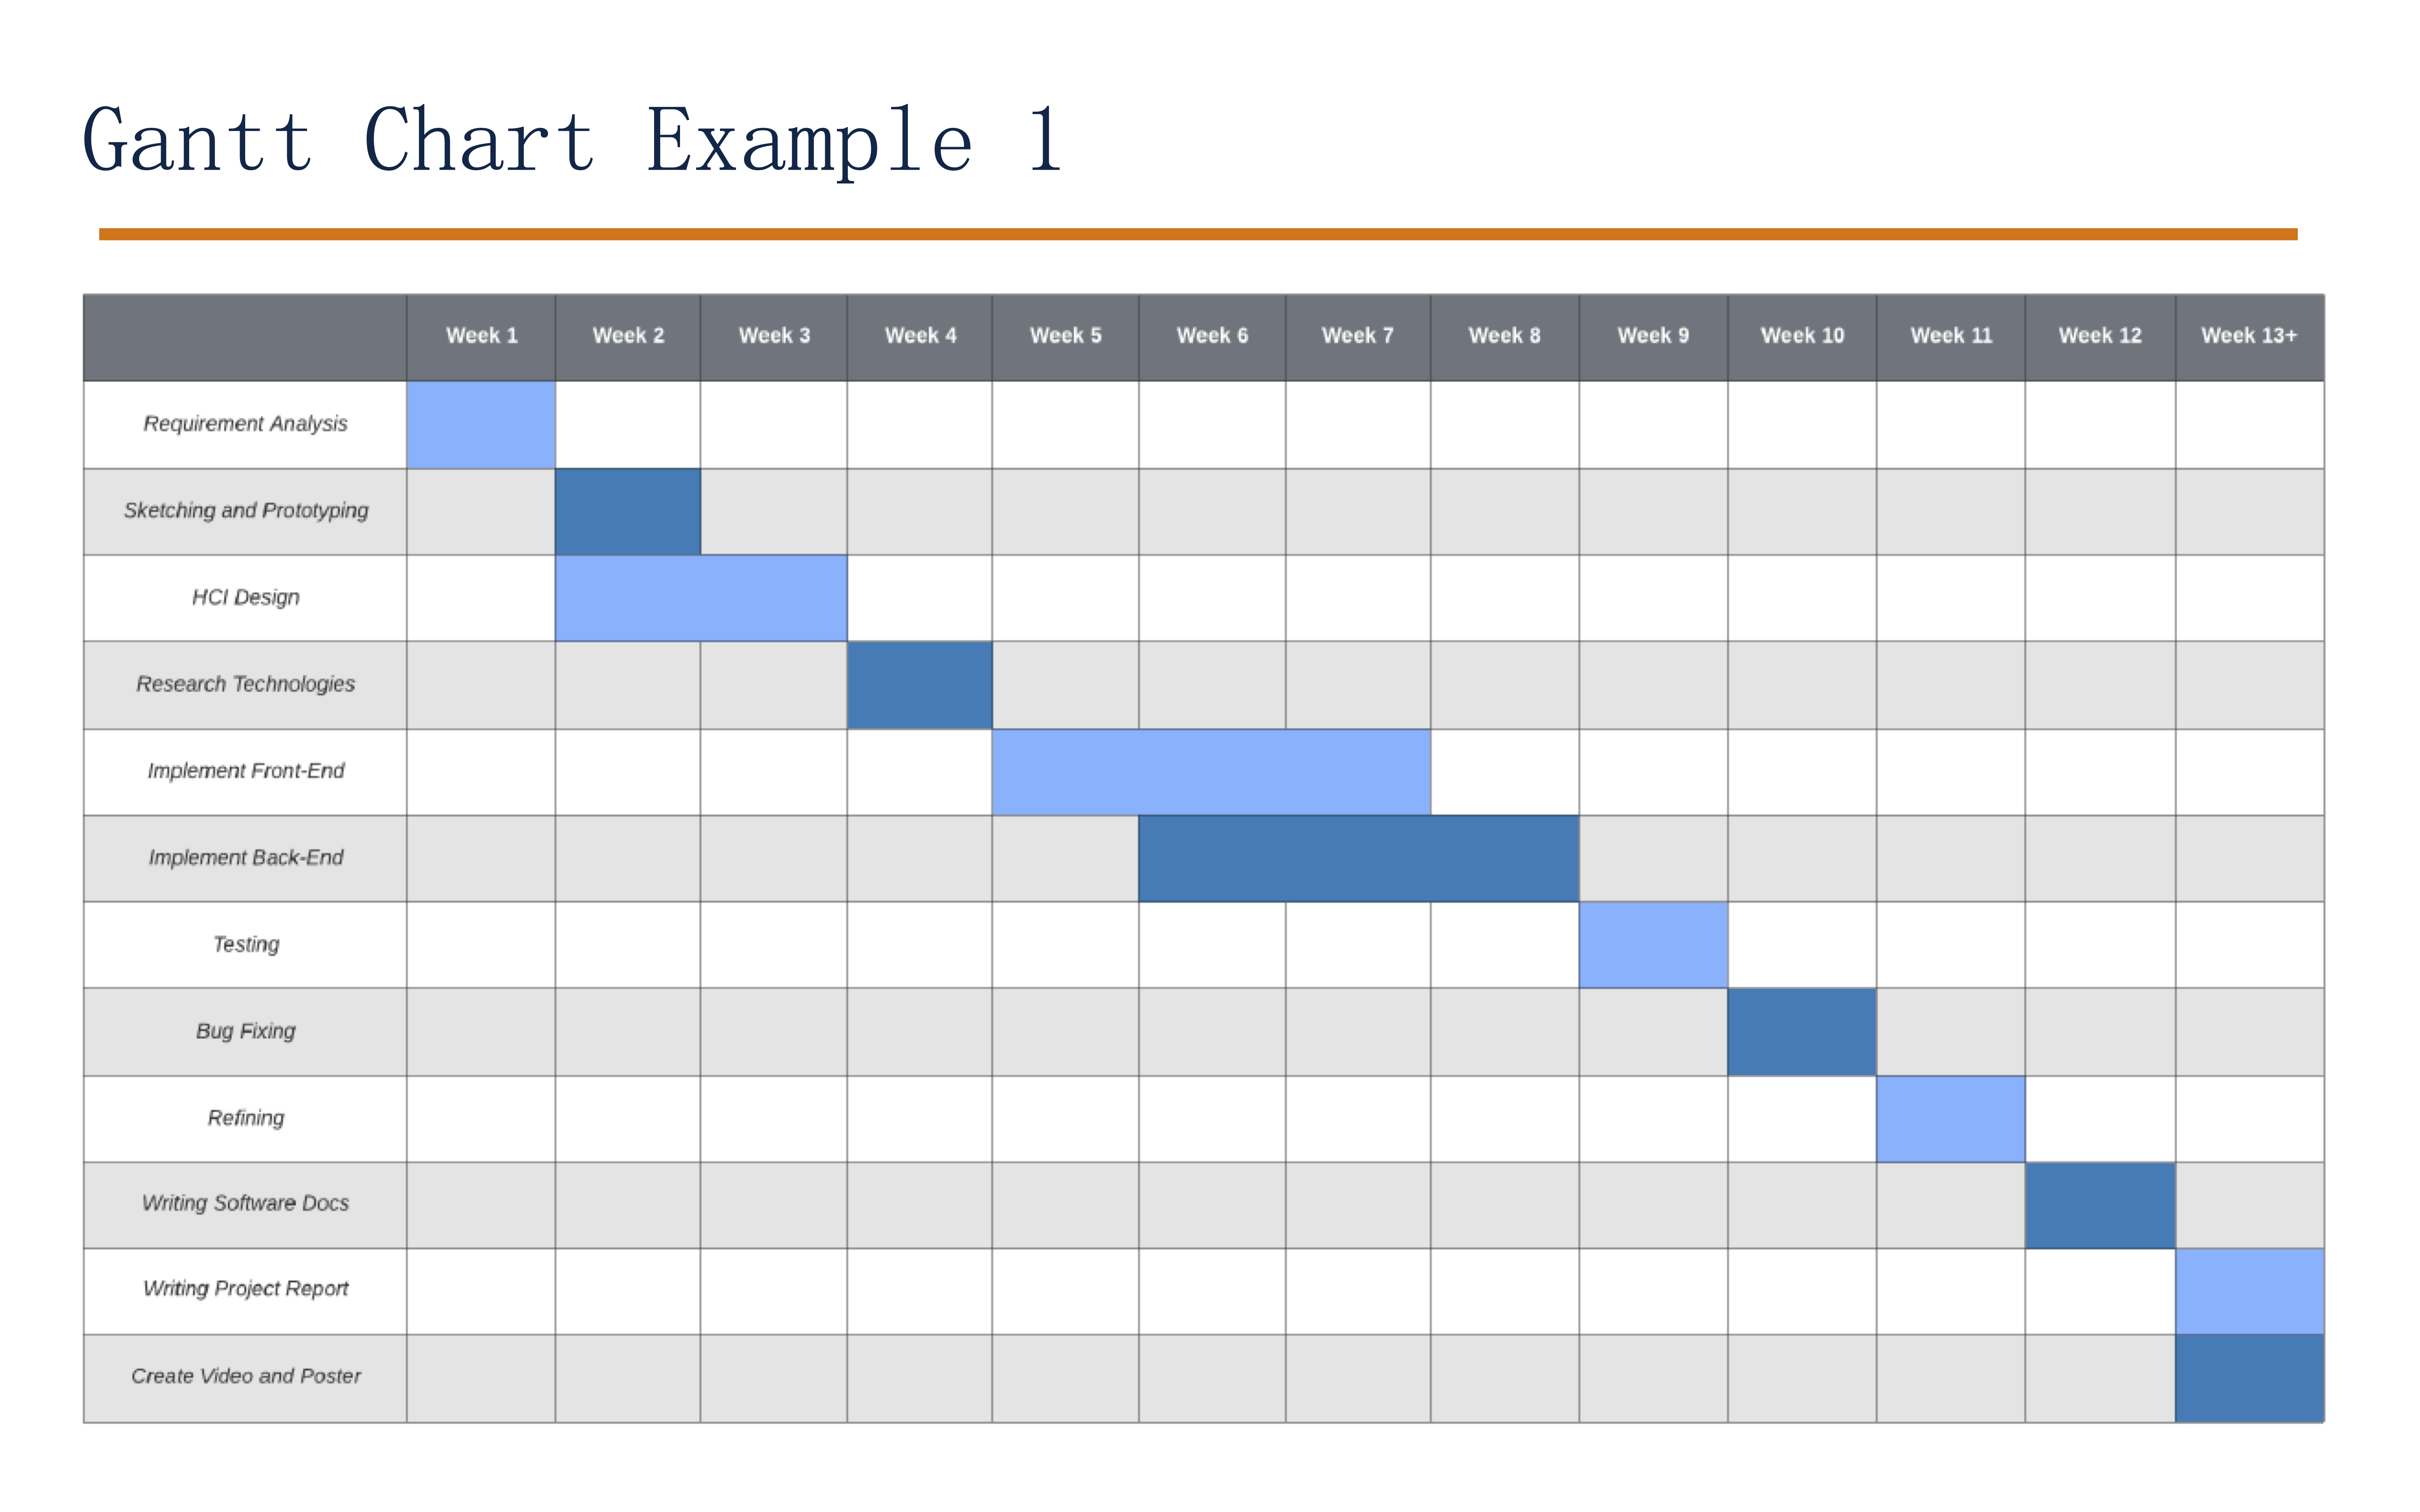 Gantt Chart Example 1
Week 1 Week 2 Week 3 Week 4 Week 5 Week 6 Week 7 Week 8 Week 9 Week 10 Week 11 Week 12 Week 13+
Requirement Analysis
Sketching and Prototyping
HCI Design
Research Technologies
Implement Front-End
Implement Back-End
Testing
Bug Fixing
Refining
Writing Software Docs
Writing Project Report
Create Video and Poster